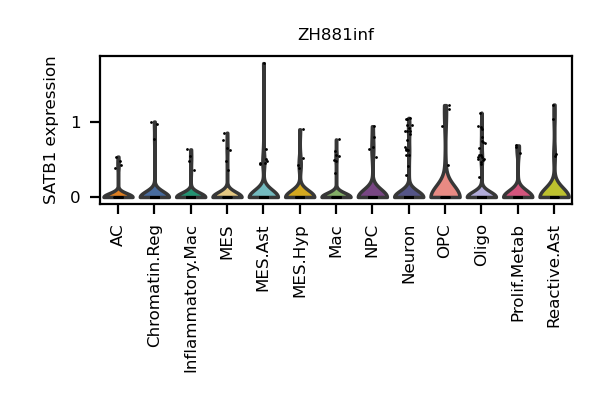 ZH881inf
SATB1 expression
1
0
AC
Chromatin.Reg
Inflammatory.Mac
MES
MES.Ast
MES.Hyp
Mac
NPC
Neuron
OPC
Oligo
Prolif.Metab
Reactive.Ast